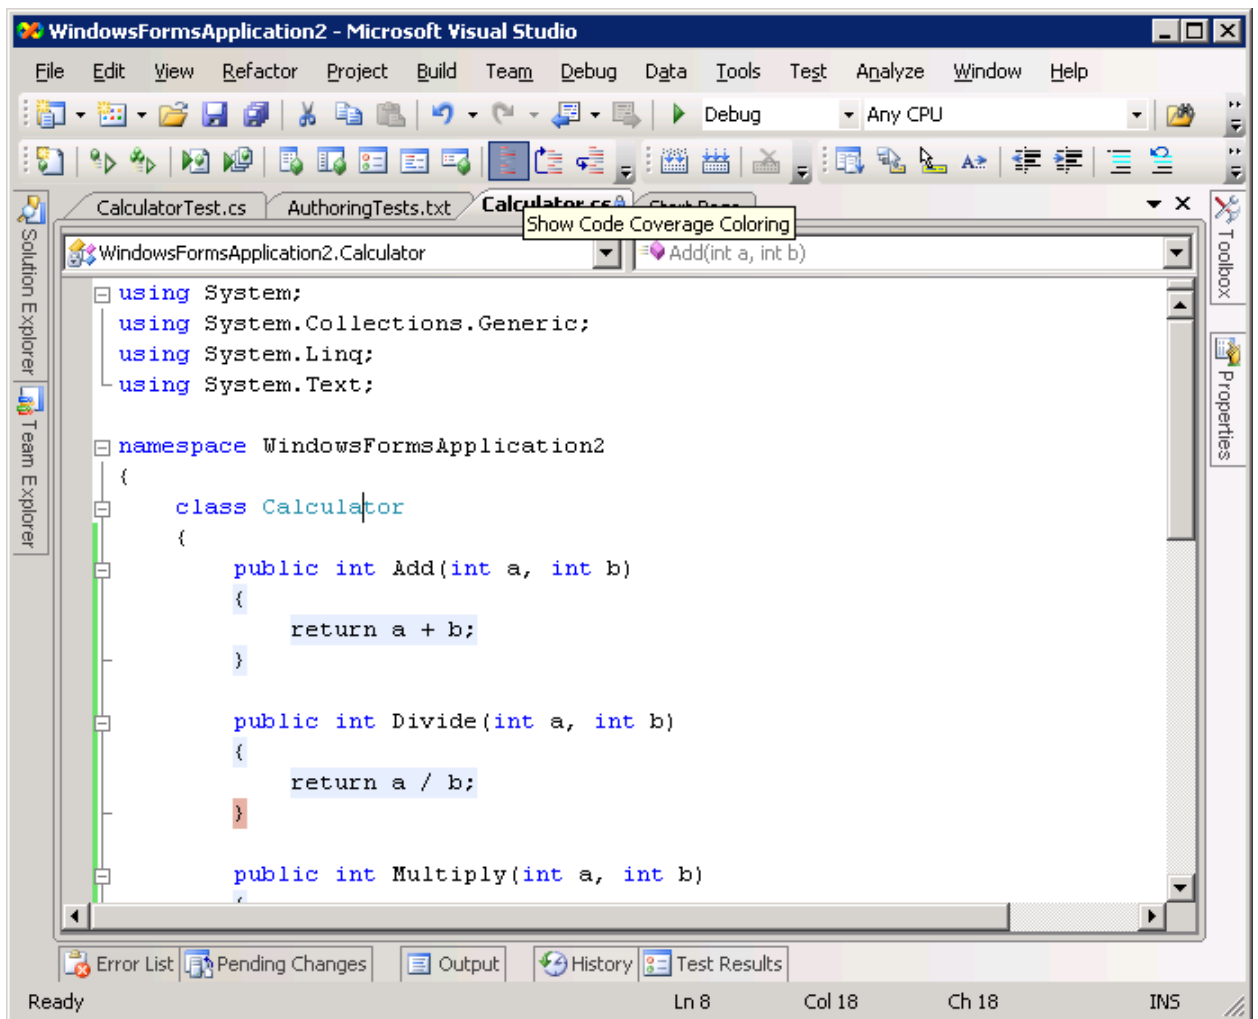 WindowsFormsApplication2 - Microsoft Visual Studio
File Edit View Refactor Project Build Team Debug Data Tools Test Analyze Window Help
Debug Any CPU
CalculatorTest.cs AuthoringTests.txt Calculator.cs Start Page
Show Code Coverage Coloring
WindowsFormsApplication2.Calculator Add(int a, int b)
Solution Explorer
Team Explorer
Toolbox
Properties
using System;
using System.Collections.Generic;
using System.Linq;
using System.Text;
namespace WindowsFormsApplication2
{
class Calculator
{
public int Add(int a, int b)
{
return a + b;
}
public int Divide(int a, int b)
{
return a / b;
}
public int Multiply(int a, int b)
{
Error List Pending Changes Output History Test Results
Ready Ln 8 Col 18 Ch 18 INS